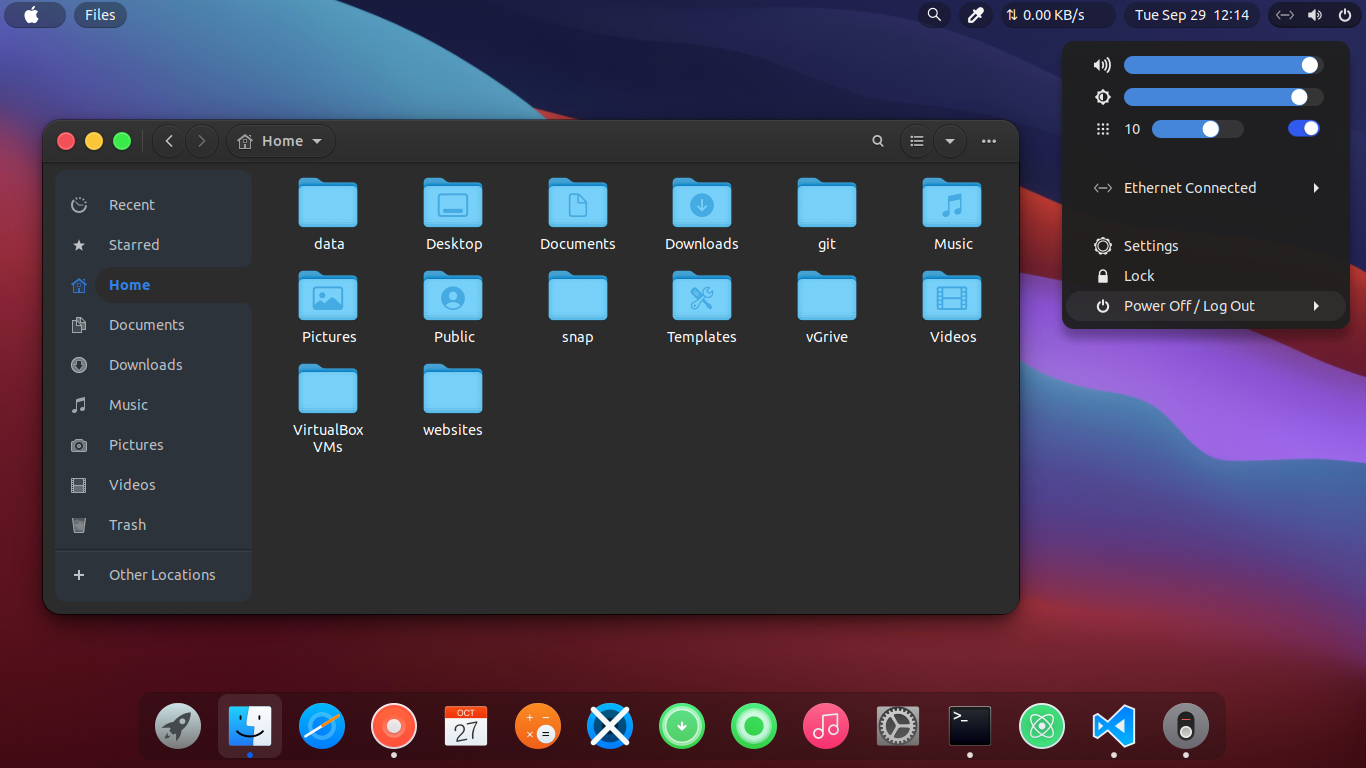 Files
0.00 KB/s
Tue Sep 29 12:14
10
Ethernet Connected
Settings
Lock
Power Off / Log Out
Home
Recent
Starred
Home
Documents
Downloads
Music
Pictures
Videos
Trash
Other Locations
data
Desktop
Documents
Downloads
git
Music
Pictures
Public
snap
Templates
vGrive
Videos
VirtualBox
VMs
websites
OCT
27
>_